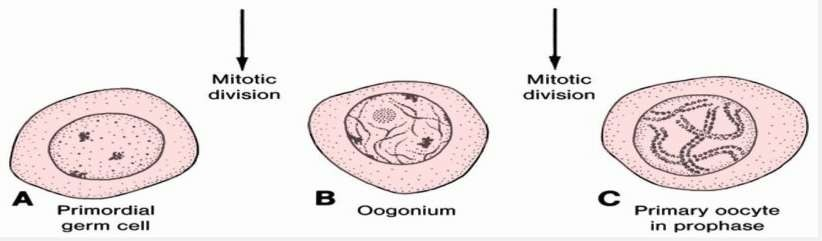 Mitotic
division
Mitotic
division
A
Primordial
germ cell
B
Oogonium
C
Primary oocyte
in prophase